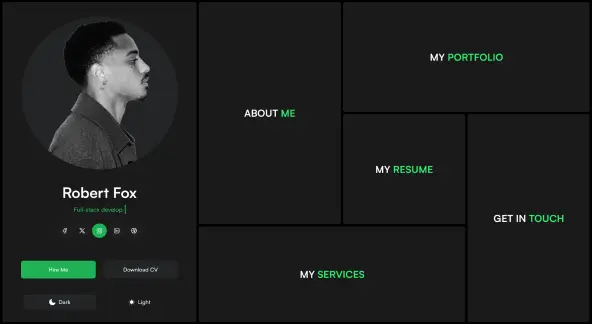 Robert Fox
Full-stack develop
Hire Me
Download CV
Dark
Light
ABOUT ME
MY PORTFOLIO
MY RESUME
GET IN TOUCH
MY SERVICES